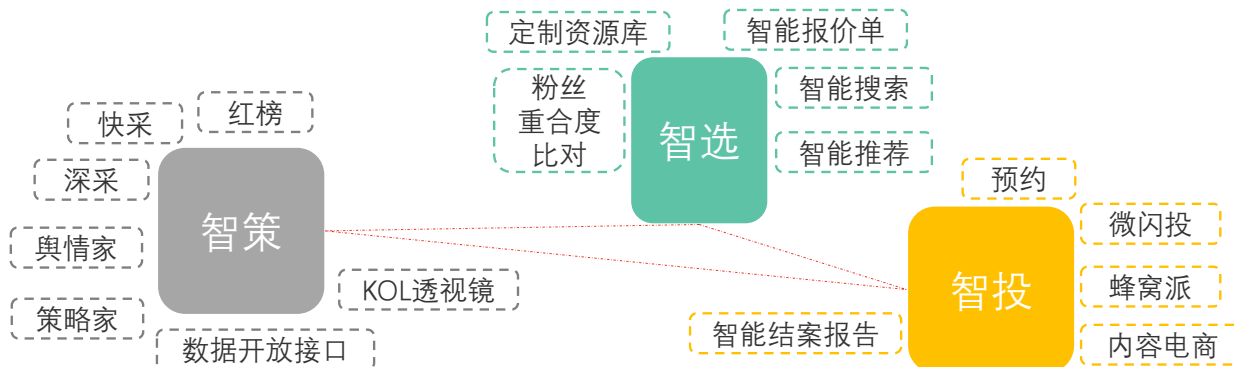 定制资源库
智能报价单
粉丝
重合度
比对
智选
智能搜索
智能推荐
快采
红榜
深采
舆情家
策略家
智策
KOL透视镜
数据开放接口
预约
微闪投
蜂窝派
内容电商
智投
智能结案报告